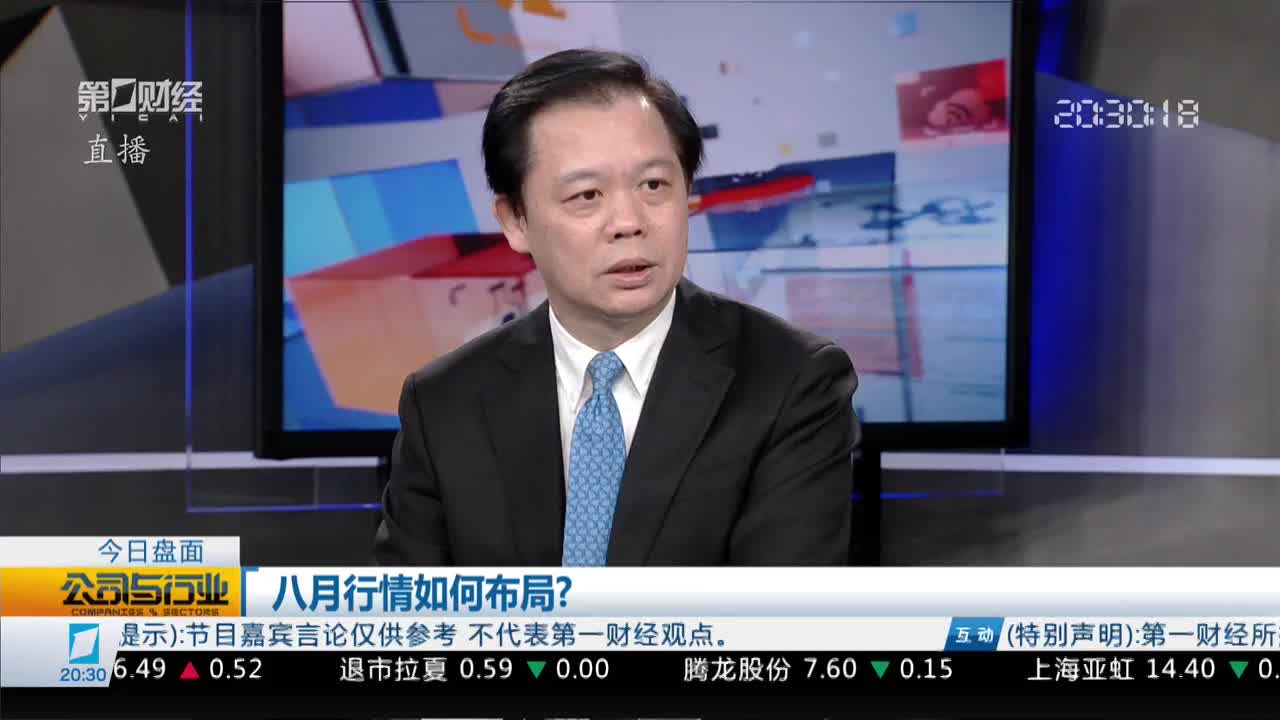 第一财经
YICAI
直播
20:30:18
今日盘面
公司与行业
COMPANIES & SECTORS
八月行情如何布局?
提示):节目嘉宾言论仅供参考 不代表第一财经观点。 互动 (特别声明):第一财经所
20:30 6.49 ▲ 0.52 退市拉夏 0.59 ▼ 0.00 腾龙股份 7.60 ▼ 0.15 上海亚虹 14.40 ▼ 0.